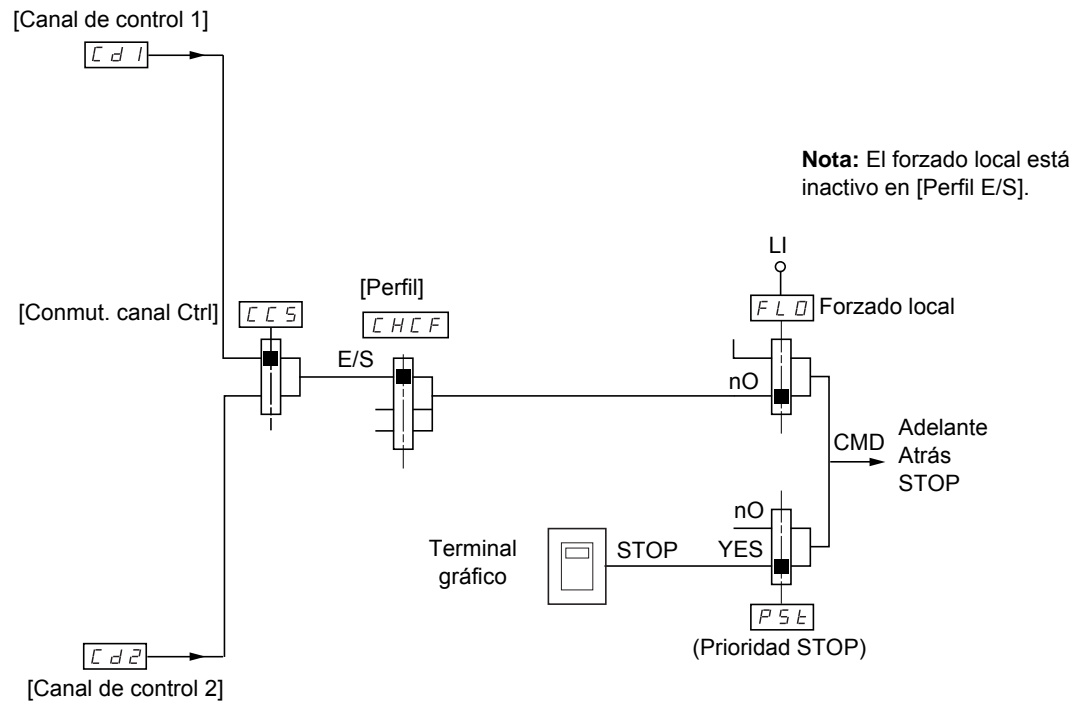 [Canal de control 1]
Cd1
Nota: El forzado local está
inactivo en [Perfil E/S].
LI
[Perfil]
[Conmut. canal Ctrl]
CCS
CHCF
FLO
Forzado local
E/S
nO
CMD
Adelante
Atrás
STOP
nO
Terminal
gráfico
STOP
YES
PSt
(Prioridad STOP)
Cd2
[Canal de control 2]